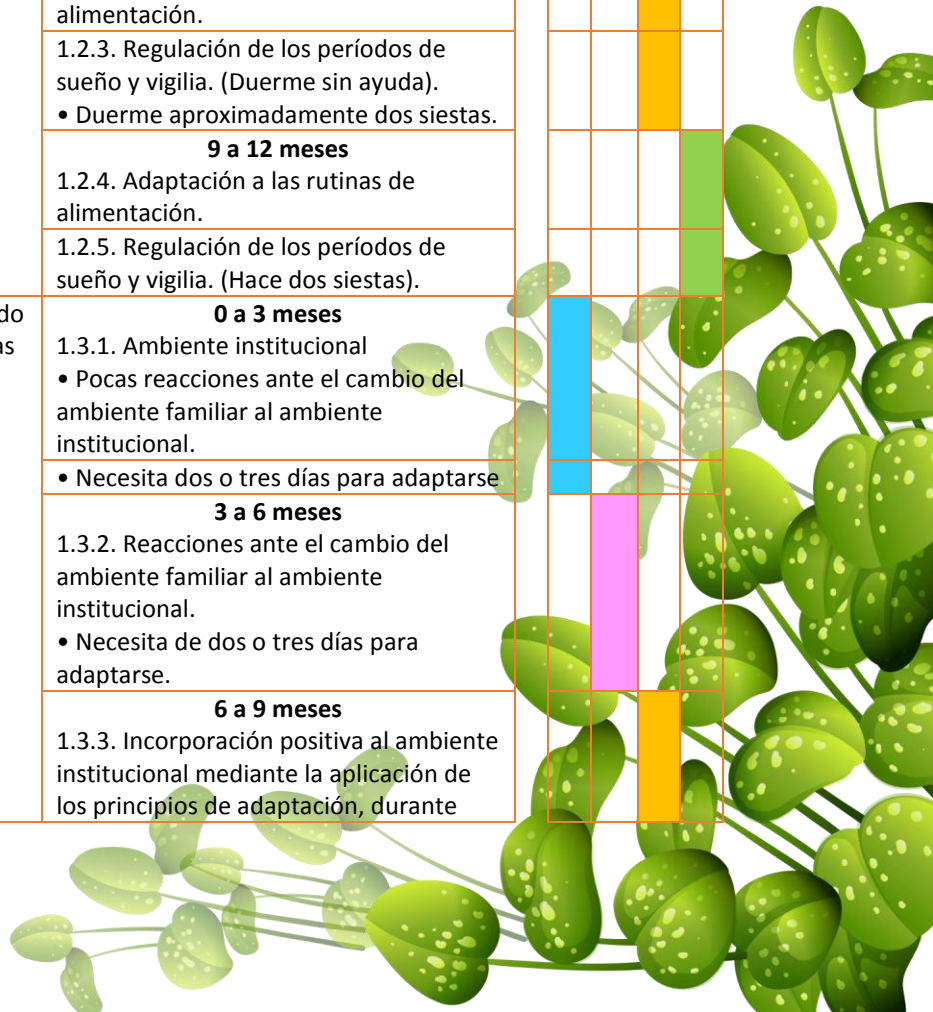 alimentación.
1.2.3. Regulación de los períodos de
sueño y vigilia. (Duerme sin ayuda).
• Duerme aproximadamente dos siestas.
9 a 12 meses
1.2.4. Adaptación a las rutinas de
alimentación.
1.2.5. Regulación de los períodos de
sueño y vigilia. (Hace dos siestas).
do
as
0 a 3 meses
1.3.1. Ambiente institucional
• Pocas reacciones ante el cambio del
ambiente familiar al ambiente
institucional.
• Necesita dos o tres días para adaptarse
3 a 6 meses
1.3.2. Reacciones ante el cambio del
ambiente familiar al ambiente
institucional.
• Necesita de dos o tres días para
adaptarse.
6 a 9 meses
1.3.3. Incorporación positiva al ambiente
institucional mediante la aplicación de
los principios de adaptación, durante